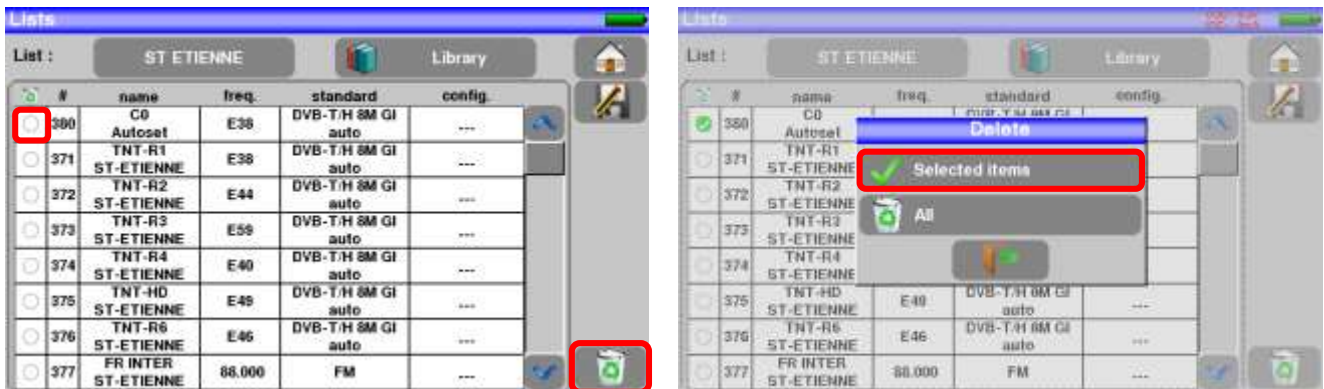 Lists
List : ST ETIENNE Library
# name freq. standard config.
380 C0 Autoset E38 DVB-T/H 8M GI auto ---
371 TNT-R1 ST-ETIENNE E38 DVB-T/H 8M GI auto ---
372 TNT-R2 ST-ETIENNE E44 DVB-T/H 8M GI auto ---
373 TNT-R3 ST-ETIENNE E59 DVB-T/H 8M GI auto ---
374 TNT-R4 ST-ETIENNE E40 DVB-T/H 8M GI auto ---
375 TNT-HD ST-ETIENNE E49 DVB-T/H 8M GI auto ---
376 TNT-R6 ST-ETIENNE E46 DVB-T/H 8M GI auto ---
377 FR INTER ST-ETIENNE 88.000 FM ---
Lists
List : ST ETIENNE Library
# name freq. standard config.
380 C0 Autoset DVB-T/H 8M GI
Delete
371 TNT-R1 ST-ETIENNE
Selected items
372 TNT-R2 ST-ETIENNE
All
373 TNT-R3 ST-ETIENNE
374 TNT-R4 ST-ETIENNE
375 TNT-HD ST-ETIENNE E49 DVB-T/H 8M GI auto ---
376 TNT-R6 ST-ETIENNE E46 DVB-T/H 8M GI auto ---
377 FR INTER ST-ETIENNE 88.000 FM ---